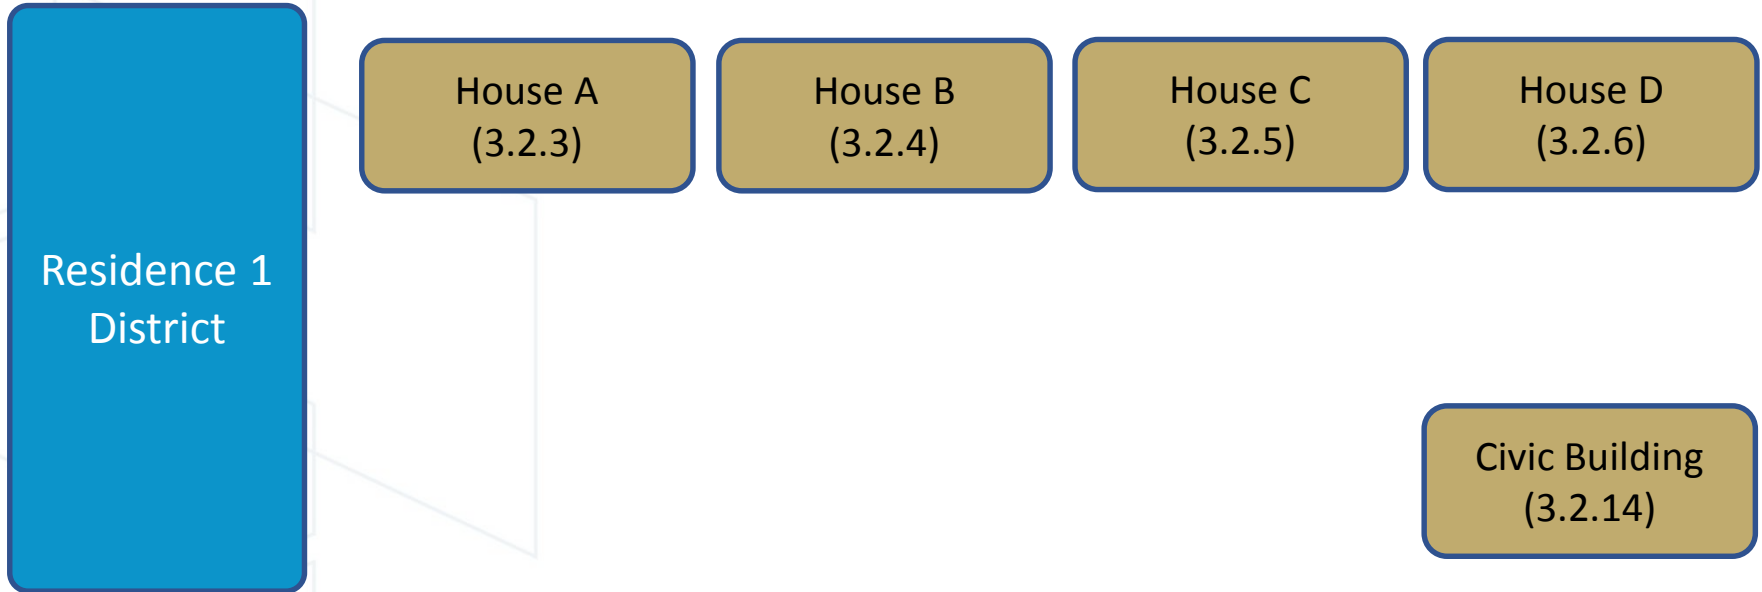 Residence 1
District
House A
(3.2.3)
House B
(3.2.4)
House C
(3.2.5)
House D
(3.2.6)
Civic Building
(3.2.14)